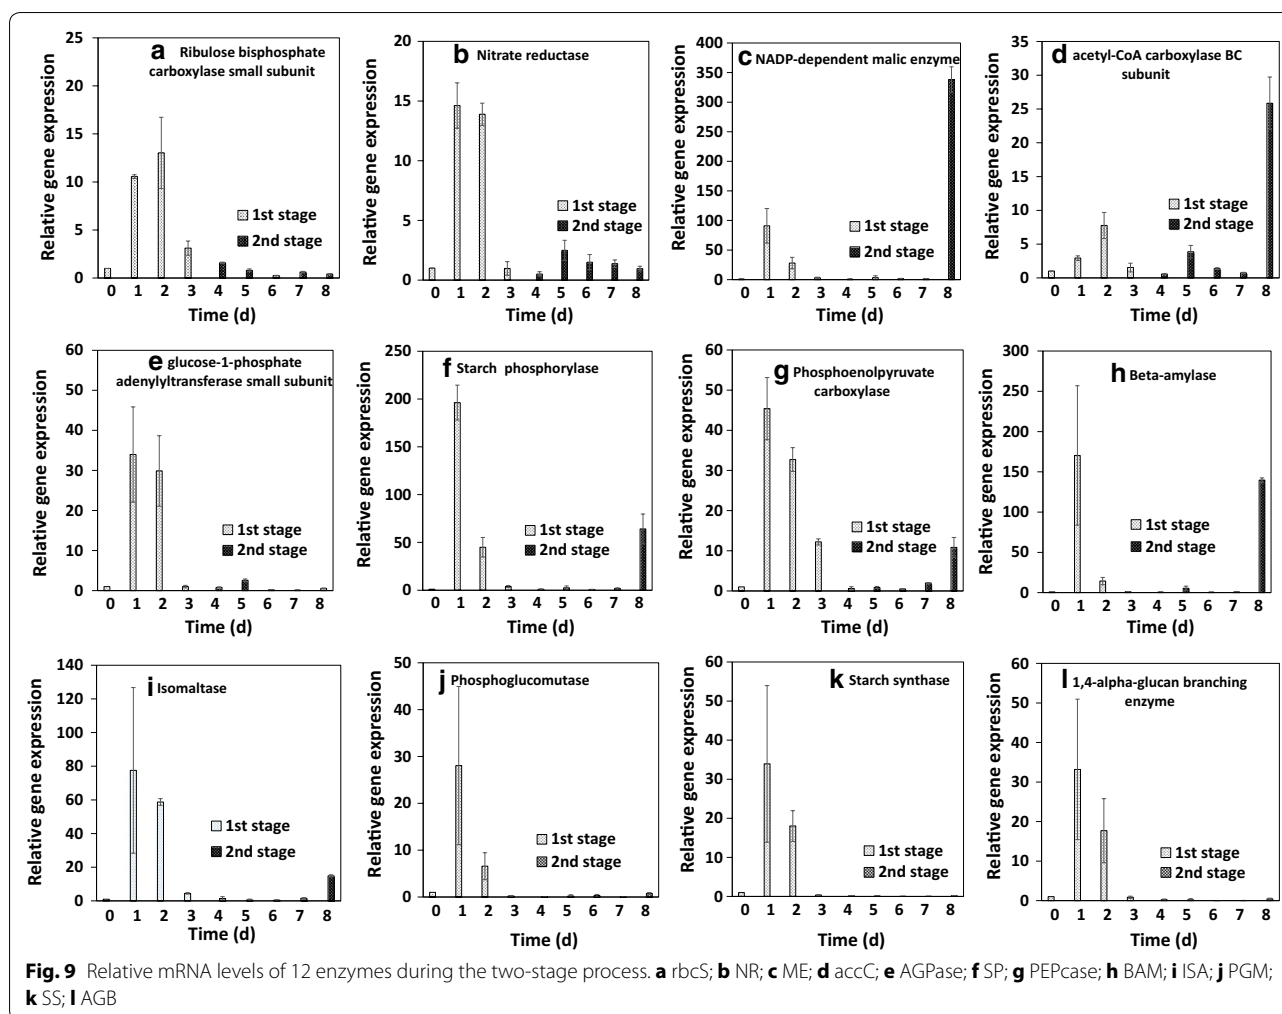 a Ribulose bisphosphate
carboxylase small subunit
Relative gene expression
25
20
15
10
5
0
1st stage
2nd stage
0 1 2 3 4 5 6 7 8
Time (d)
b Nitrate reductase
Relative gene expression
20
15
10
5
0
1st stage
2nd stage
0 1 2 3 4 5 6 7 8
Time (d)
c NADP-dependent malic enzyme
Relative gene expression
400
350
300
250
200
150
100
50
0
1st stage
2nd stage
0 1 2 3 4 5 6 7 8
Time (d)
d acetyl-CoA carboxylase BC
subunit
Relative gene expression
35
30
25
20
15
10
5
0
1st stage
2nd stage
0 1 2 3 4 5 6 7 8
Time (d)
e glucose-1-phosphate
adenylyltransferase small subunit
Relative gene expression
60
50
40
30
20
10
0
1st stage
2nd stage
0 1 2 3 4 5 6 7 8
Time (d)
f Starch phosphorylase
Relative gene expression
250
200
150
100
50
0
1st stage
2nd stage
0 1 2 3 4 5 6 7 8
Time (d)
g Phosphoenolpyruvate
carboxylase
Relative gene expression
60
50
40
30
20
10
0
1st stage
2nd stage
0 1 2 3 4 5 6 7 8
Time (d)
h Beta-amylase
Relative gene expression
300
250
200
150
100
50
0
1st stage
2nd stage
0 1 2 3 4 5 6 7 8
Time (d)
i Isomaltase
Relative gene expression
140
120
100
80
60
40
20
0
1st stage
2nd stage
0 1 2 3 4 5 6 7 8
Time (d)
j Phosphoglucomutase
Relative gene expression
50
40
30
20
10
0
1st stage
2nd stage
0 1 2 3 4 5 6 7 8
Time (d)
k Starch synthase
Relative gene expression
60
50
40
30
20
10
0
1st stage
2nd stage
0 1 2 3 4 5 6 7 8
Time (d)
l 1,4-alpha-glucan branching
enzyme
Relative gene expression
60
50
40
30
20
10
0
1st stage
2nd stage
0 1 2 3 4 5 6 7 8
Time (d)
Fig. 9 Relative mRNA levels of 12 enzymes during the two-stage process. a rbcS; b NR; c ME; d accC; e AGPase; f SP; g PEPcase; h BAM; i ISA; j PGM;
k SS; l AGB